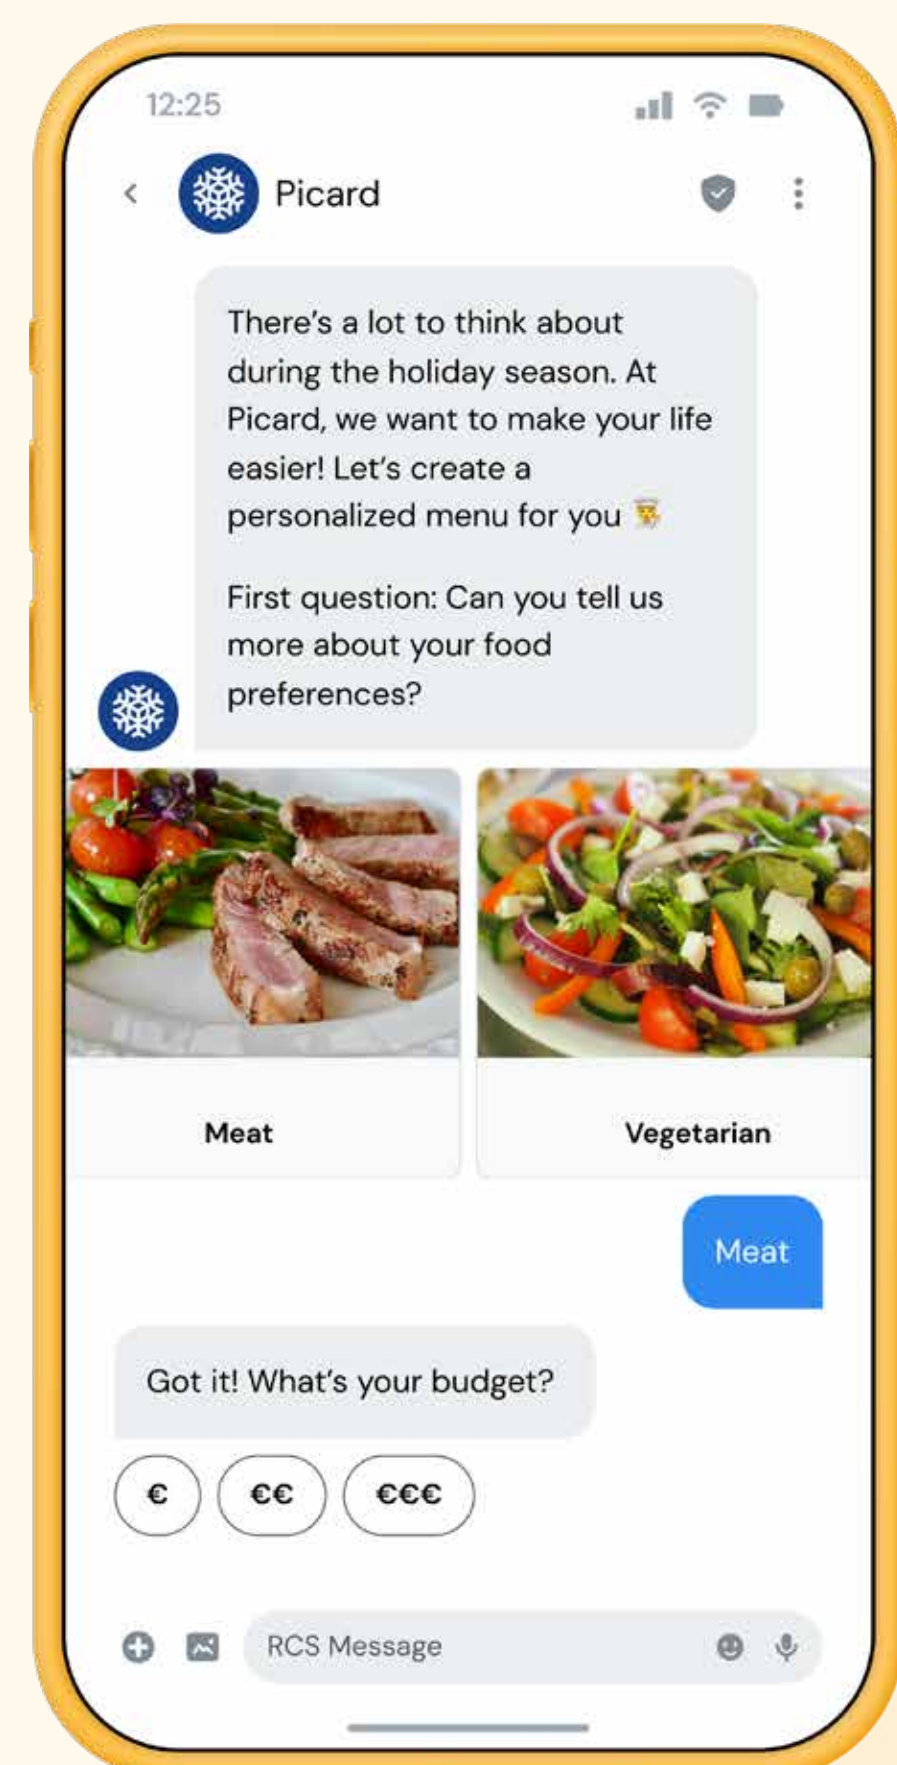 12:25
Picard
There's a lot to think about
during the holiday season. At
Picard, we want to make your life
easier! Let's create a
personalized menu for you 👨‍🍳
First question: Can you tell us
more about your food
preferences?
Meat
Vegetarian
Meat
Got it! What's your budget?
€
€€
€€€
RCS Message